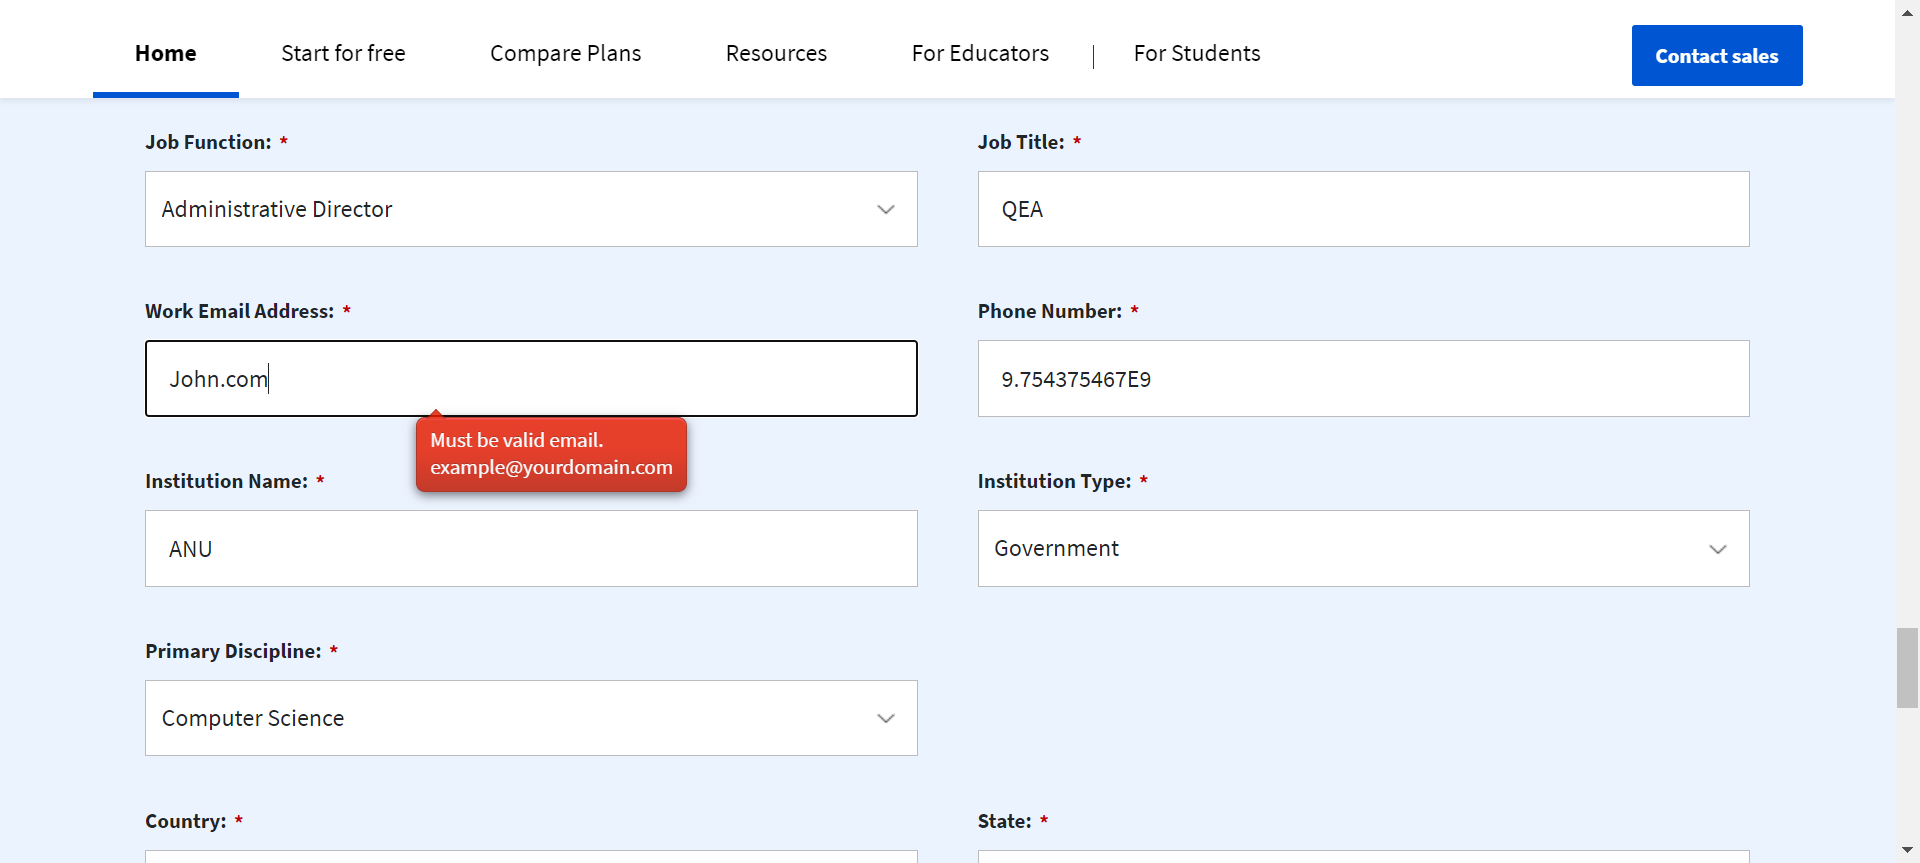 Home Start for free Compare Plans Resources For Educators | For Students Contact sales
Job Function: * Job Title: *
Administrative Director QEA
Work Email Address: * Phone Number: *
John.com 9.754375467E9
Must be valid email.
example@yourdomain.com
Institution Name: * Institution Type: *
ANU Government
Primary Discipline: *
Computer Science
Country: * State: *